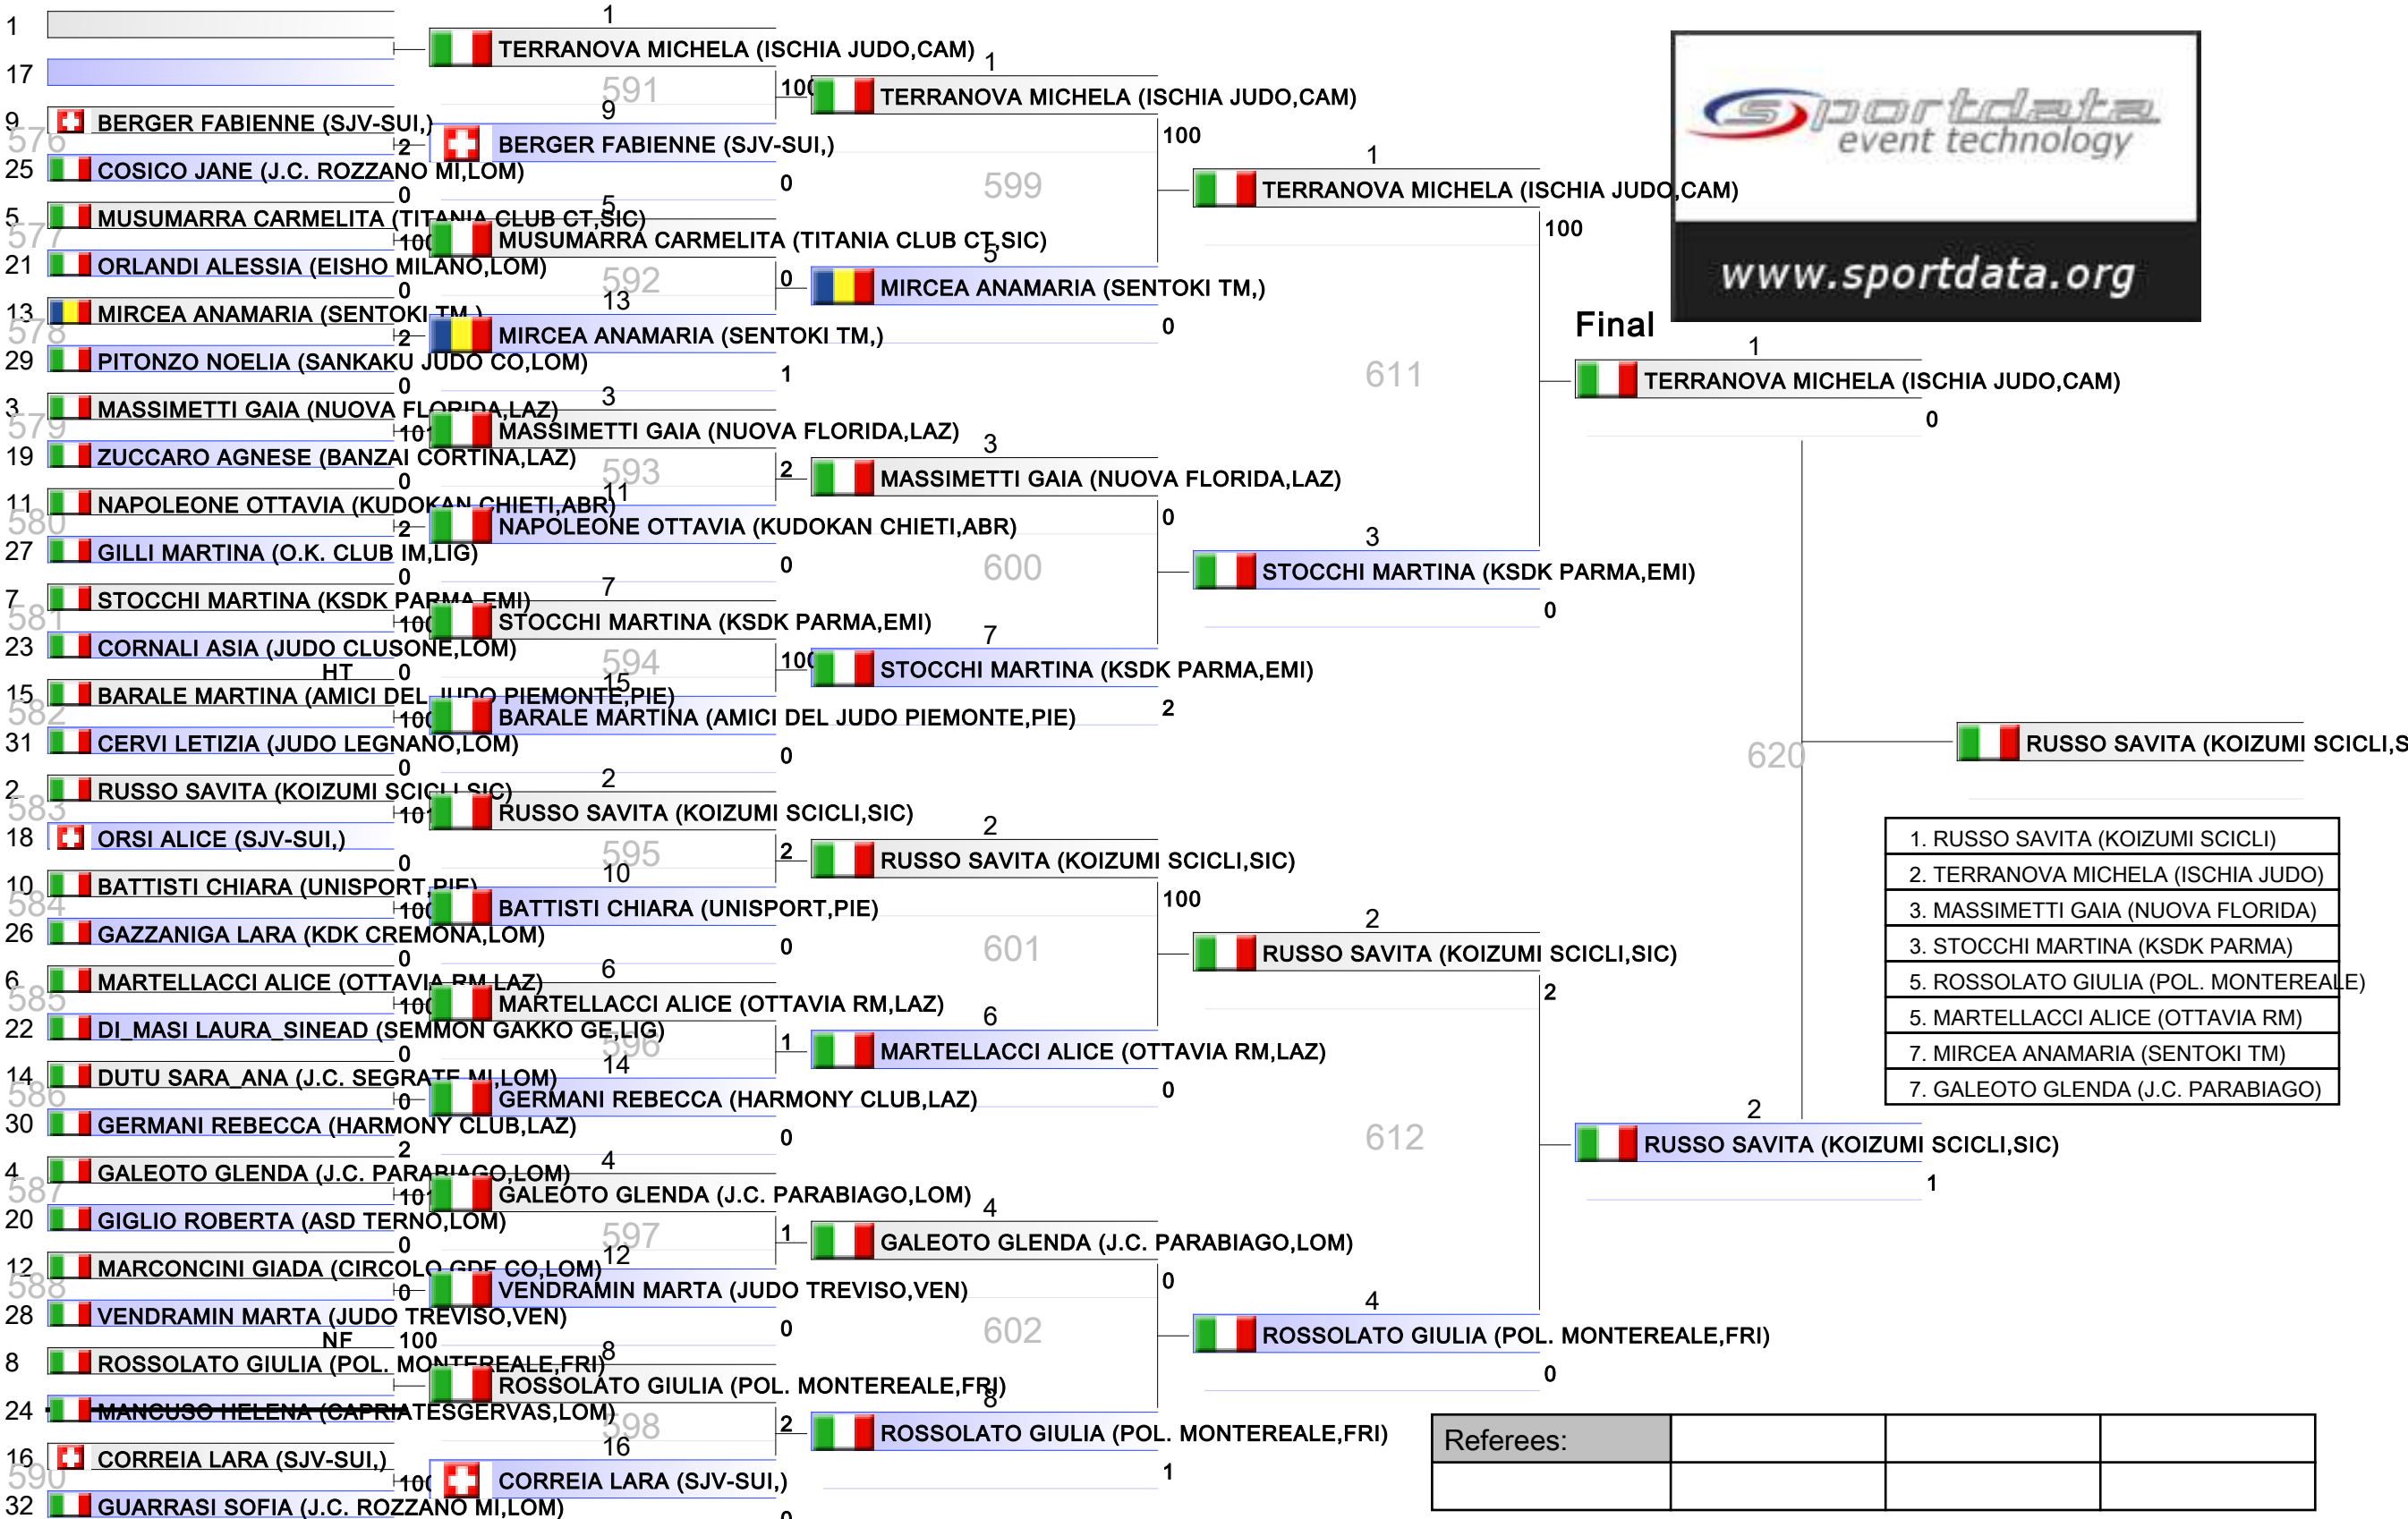 1
17
9 BERGER FABIENNE (SJV-SUI,)
576
2
25 COSICO JANE (J.C. ROZZANO MI,LOM)
0
5 MUSUMARRA CARMELITA (TITANIA CLUB CT,SIC)
577
100
21 ORLANDI ALESSIA (EISHO MILANO,LOM)
0
13 MIRCEA ANAMARIA (SENTOKI TM,)
578
2
29 PITONZO NOELIA (SANKAKU JUDO CO,LOM)
0
3 MASSIMETTI GAIA (NUOVA FLORIDA,LAZ)
579
101
19 ZUCCARO AGNESE (BANZAI CORTINA,LAZ)
0
11 NAPOLEONE OTTAVIA (KUDOKAN CHIETI,ABR)
580
2
27 GILLI MARTINA (O.K. CLUB IM,LIG)
0
7 STOCCHI MARTINA (KSDK PARMA,EMI)
581
100
23 CORNALI ASIA (JUDO CLUSONE,LOM)
HT 0
15 BARALE MARTINA (AMICI DEL JUDO PIEMONTE,PIE)
582
100
31 CERVI LETIZIA (JUDO LEGNANO,LOM)
0
2 RUSSO SAVITA (KOIZUMI SCICLI,SIC)
583
101
18 ORSI ALICE (SJV-SUI,)
0
10 BATTISTI CHIARA (UNISPORT,PIE)
584
100
26 GAZZANIGA LARA (KDK CREMONA,LOM)
0
6 MARTELLACCI ALICE (OTTAVIA RM,LAZ)
585
100
22 DI_MASI LAURA_SINEAD (SEMMON GAKKO GE,LIG)
0
14 DUTU SARA_ANA (J.C. SEGRATE MI,LOM)
586
0
30 GERMANI REBECCA (HARMONY CLUB,LAZ)
2
4 GALEOTO GLENDA (J.C. PARABIAGO,LOM)
587
101
20 GIGLIO ROBERTA (ASD TERNO,LOM)
0
12 MARCONCINI GIADA (CIRCOLO GDF CO,LOM)
588
0
28 VENDRAMIN MARTA (JUDO TREVISO,VEN)
NF 100
8 ROSSOLATO GIULIA (POL. MONTEREALE,FRI)
24 MANCUSO HELENA (CAPRIATESGERVAS,LOM)
16 CORREIA LARA (SJV-SUI,)
590
100
32 GUARRASI SOFIA (J.C. ROZZANO MI,LOM)
1
TERRANOVA MICHELA (ISCHIA JUDO,CAM)
591
100
9
BERGER FABIENNE (SJV-SUI,)
0
5
MUSUMARRA CARMELITA (TITANIA CLUB CT,SIC)
592
0
13
MIRCEA ANAMARIA (SENTOKI TM,)
1
3
MASSIMETTI GAIA (NUOVA FLORIDA,LAZ)
593
2
11
NAPOLEONE OTTAVIA (KUDOKAN CHIETI,ABR)
0
7
STOCCHI MARTINA (KSDK PARMA,EMI)
594
100
15
BARALE MARTINA (AMICI DEL JUDO PIEMONTE,PIE)
0
2
RUSSO SAVITA (KOIZUMI SCICLI,SIC)
595
2
10
BATTISTI CHIARA (UNISPORT,PIE)
0
6
MARTELLACCI ALICE (OTTAVIA RM,LAZ)
596
1
14
GERMANI REBECCA (HARMONY CLUB,LAZ)
0
4
GALEOTO GLENDA (J.C. PARABIAGO,LOM)
597
1
12
VENDRAMIN MARTA (JUDO TREVISO,VEN)
0
8
ROSSOLATO GIULIA (POL. MONTEREALE,FRI)
598
2
16
CORREIA LARA (SJV-SUI,)
0
1
TERRANOVA MICHELA (ISCHIA JUDO,CAM)
100
599
5
MIRCEA ANAMARIA (SENTOKI TM,)
0
3
MASSIMETTI GAIA (NUOVA FLORIDA,LAZ)
0
600
7
STOCCHI MARTINA (KSDK PARMA,EMI)
2
2
RUSSO SAVITA (KOIZUMI SCICLI,SIC)
100
601
6
MARTELLACCI ALICE (OTTAVIA RM,LAZ)
0
4
GALEOTO GLENDA (J.C. PARABIAGO,LOM)
0
602
8
ROSSOLATO GIULIA (POL. MONTEREALE,FRI)
1
1
TERRANOVA MICHELA (ISCHIA JUDO,CAM)
100
611
3
STOCCHI MARTINA (KSDK PARMA,EMI)
0
2
RUSSO SAVITA (KOIZUMI SCICLI,SIC)
2
612
4
ROSSOLATO GIULIA (POL. MONTEREALE,FRI)
0
sportdata
event technology
www.sportdata.org
Final
1
TERRANOVA MICHELA (ISCHIA JUDO,CAM)
0
620
2
RUSSO SAVITA (KOIZUMI SCICLI,SIC)
1
RUSSO SAVITA (KOIZUMI SCICLI,S
1. RUSSO SAVITA (KOIZUMI SCICLI)
2. TERRANOVA MICHELA (ISCHIA JUDO)
3. MASSIMETTI GAIA (NUOVA FLORIDA)
3. STOCCHI MARTINA (KSDK PARMA)
5. ROSSOLATO GIULIA (POL. MONTEREALE)
5. MARTELLACCI ALICE (OTTAVIA RM)
7. MIRCEA ANAMARIA (SENTOKI TM)
7. GALEOTO GLENDA (J.C. PARABIAGO)
Referees: